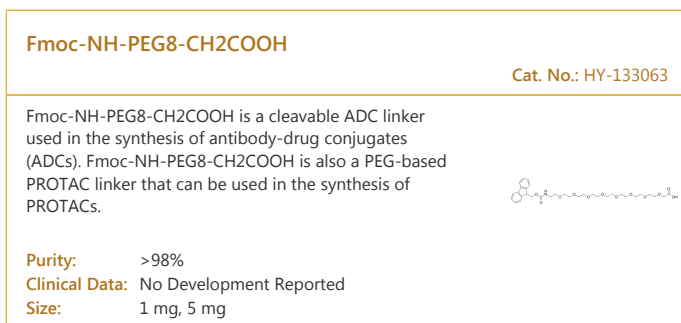 Fmoc-NH-PEG8-CH2COOH
Cat. No.: HY-133063
Fmoc-NH-PEG8-CH2COOH is a cleavable ADC linker
used in the synthesis of antibody-drug conjugates
(ADCs). Fmoc-NH-PEG8-CH2COOH is also a PEG-based
PROTAC linker that can be used in the synthesis of
PROTACs.
Purity: >98%
Clinical Data: No Development Reported
Size: 1 mg, 5 mg